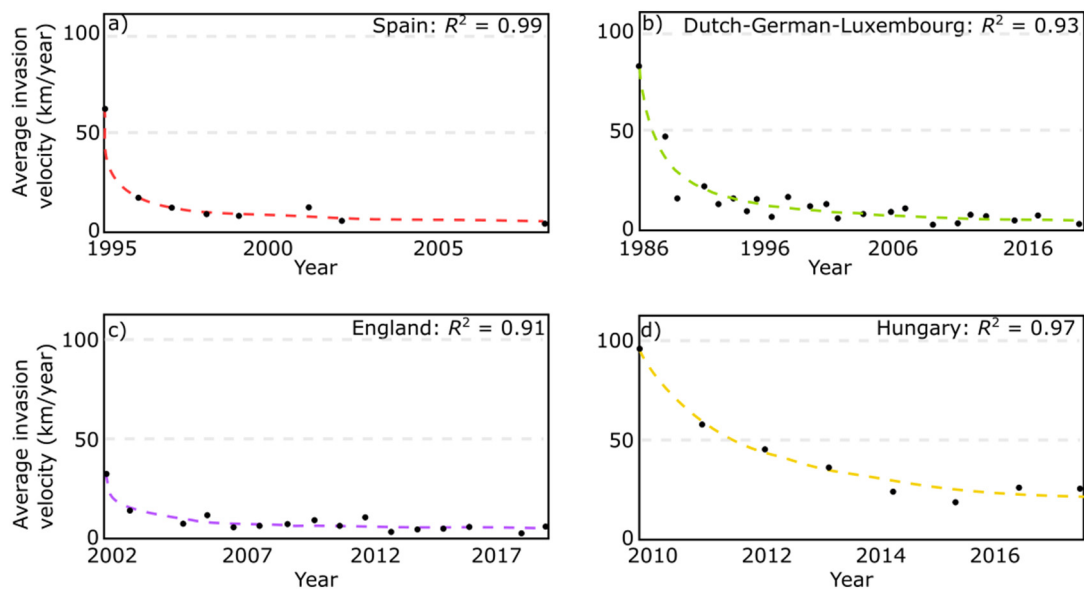 a) Spain: R² = 0.99
100
50
0
1995 2000 2005
Year
Average invasion
velocity (km/year)
b) Dutch-German-Luxembourg: R² = 0.93
100
50
0
1986 1996 2006 2016
Year
c) England: R² = 0.91
100
50
0
2002 2007 2012 2017
Year
Average invasion
velocity (km/year)
d) Hungary: R² = 0.97
100
50
0
2010 2012 2014 2016
Year